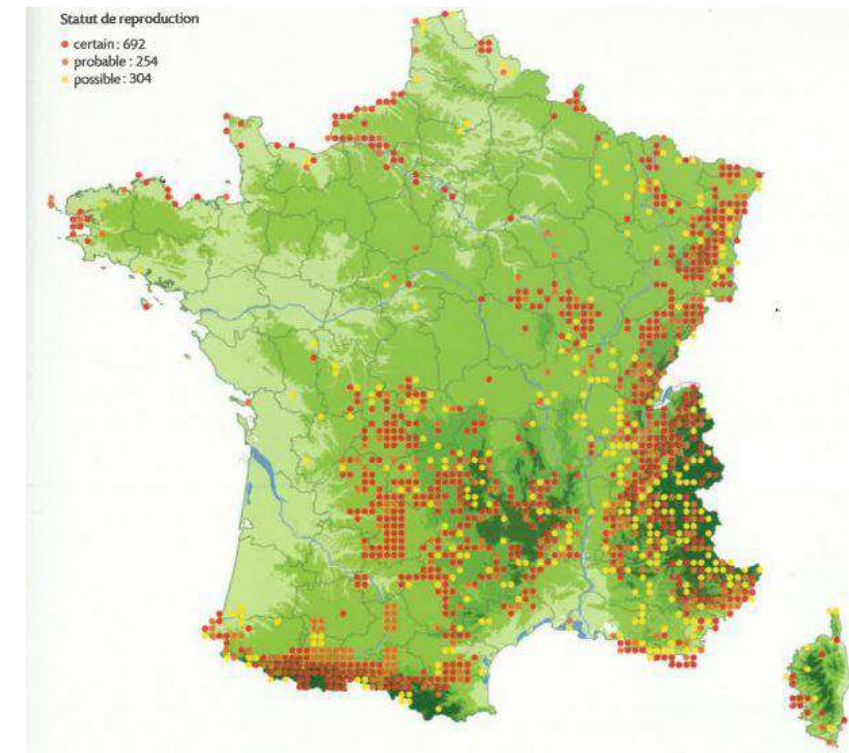 Statut de reproduction
certain : 692
probable : 254
possible : 304